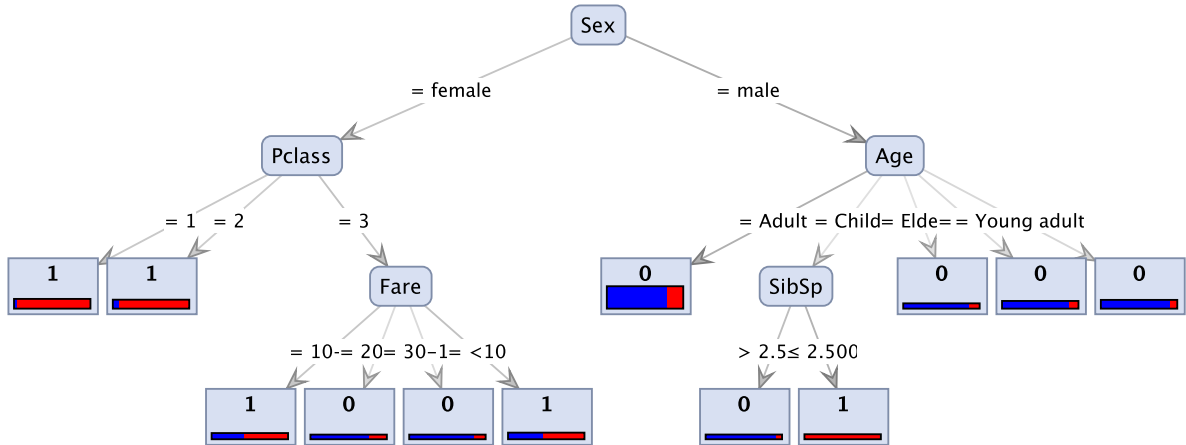 Sex
= female
= male
Pclass
Age
= 1
= 2
= 3
= Adult
= Child
= Elde
=
= Young adult
1
1
Fare
0
SibSp
0
0
0
= 10-
= 20
= 30-1
= <10
> 2.5
≤ 2.500
1
0
0
1
0
1